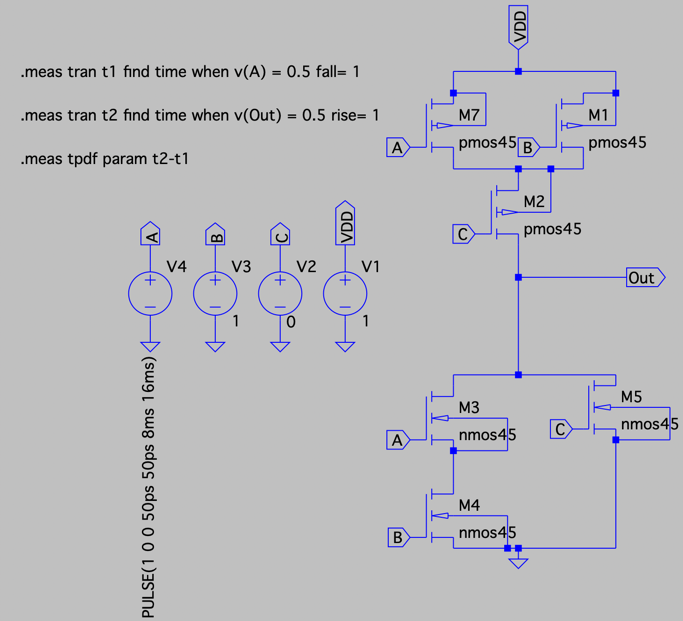 VDD
.meas tran t1 find time when v(A) = 0.5 fall= 1
M7
M1
.meas tran t2 find time when v(Out) = 0.5 rise= 1
A
pmos45
B
pmos45
.meas tpdf param t2-t1
M2
C
pmos45
A
B
C
VDD
V4
V3
V2
V1
Out
1
0
1
PULSE(1 0 0 50ps 50ps 8ms 16ms)
M3
M5
A
nmos45
C
nmos45
M4
B
nmos45